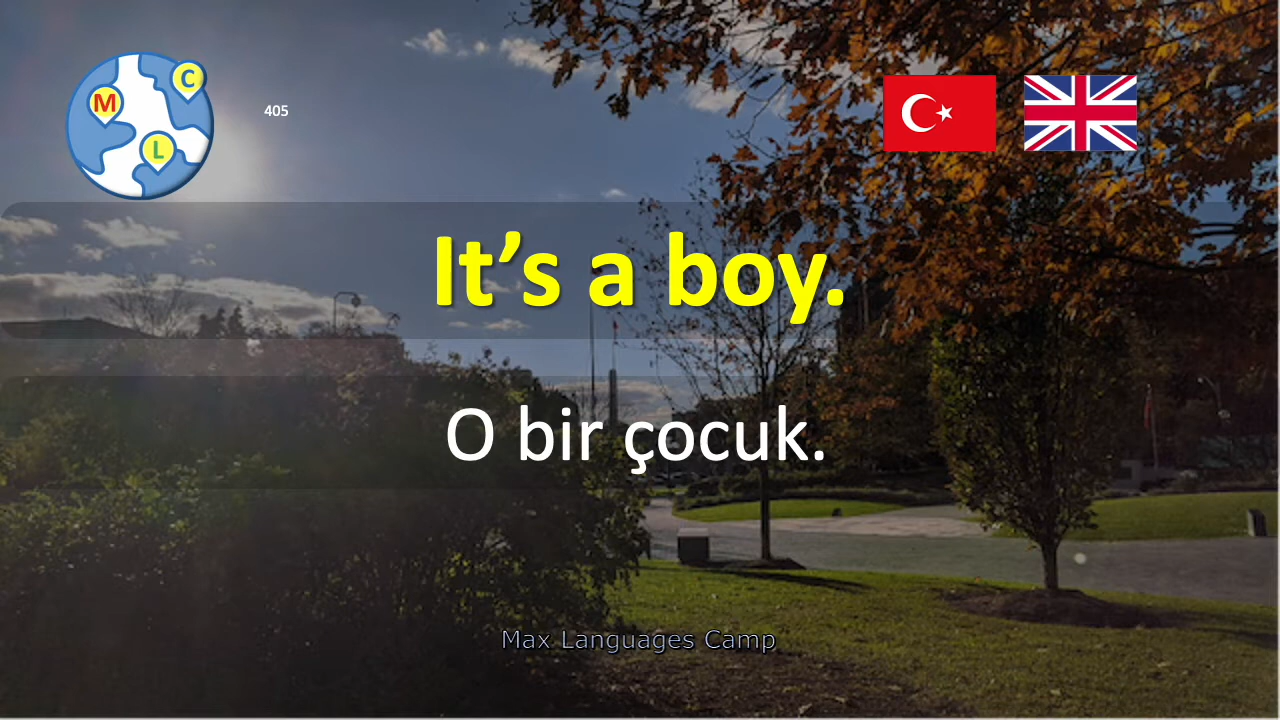 M
C
L
405
It’s a boy.
O bir çocuk.
Max Languages Camp